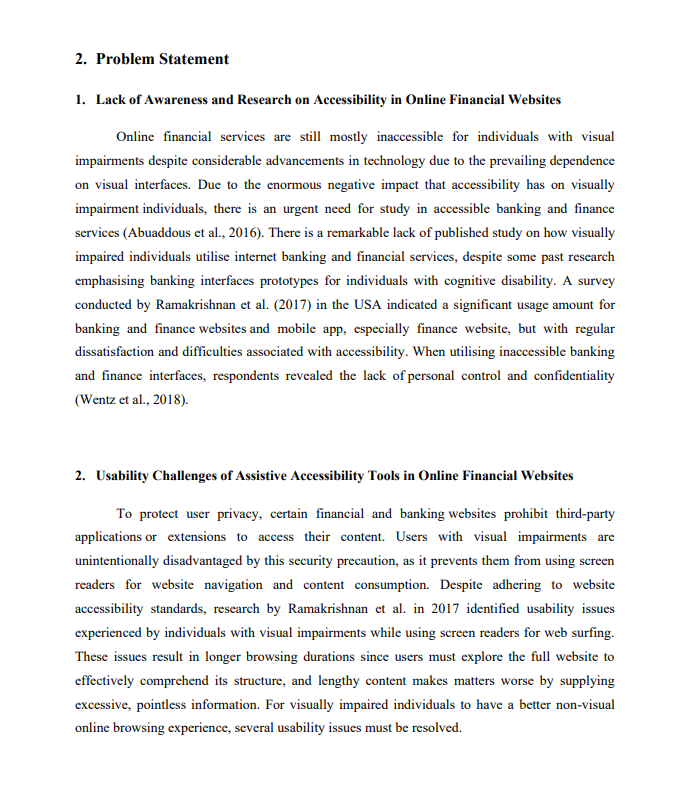 2. Problem Statement
1. Lack of Awareness and Research on Accessibility in Online Financial Websites
Online financial services are still mostly inaccessible for individuals with visual
impairments despite considerable advancements in technology due to the prevailing dependence
on visual interfaces. Due to the enormous negative impact that accessibility has on visually
impairment individuals, there is an urgent need for study in accessible banking and finance
services (Abuaddous et al., 2016). There is a remarkable lack of published study on how visually
impaired individuals utilise internet banking and financial services, despite some past research
emphasising banking interfaces prototypes for individuals with cognitive disability. A survey
conducted by Ramakrishnan et al. (2017) in the USA indicated a significant usage amount for
banking and finance websites and mobile app, especially finance website, but with regular
dissatisfaction and difficulties associated with accessibility. When utilising inaccessible banking
and finance interfaces, respondents revealed the lack of personal control and confidentiality
(Wentz et al., 2018).
2. Usability Challenges of Assistive Accessibility Tools in Online Financial Websites
To protect user privacy, certain financial and banking websites prohibit third-party
applications or extensions to access their content. Users with visual impairments are
unintentionally disadvantaged by this security precaution, as it prevents them from using screen
readers for website navigation and content consumption. Despite adhering to website
accessibility standards, research by Ramakrishnan et al. in 2017 identified usability issues
experienced by individuals with visual impairments while using screen readers for web surfing.
These issues result in longer browsing durations since users must explore the full website to
effectively comprehend its structure, and lengthy content makes matters worse by supplying
excessive, pointless information. For visually impaired individuals to have a better non-visual
online browsing experience, several usability issues must be resolved.